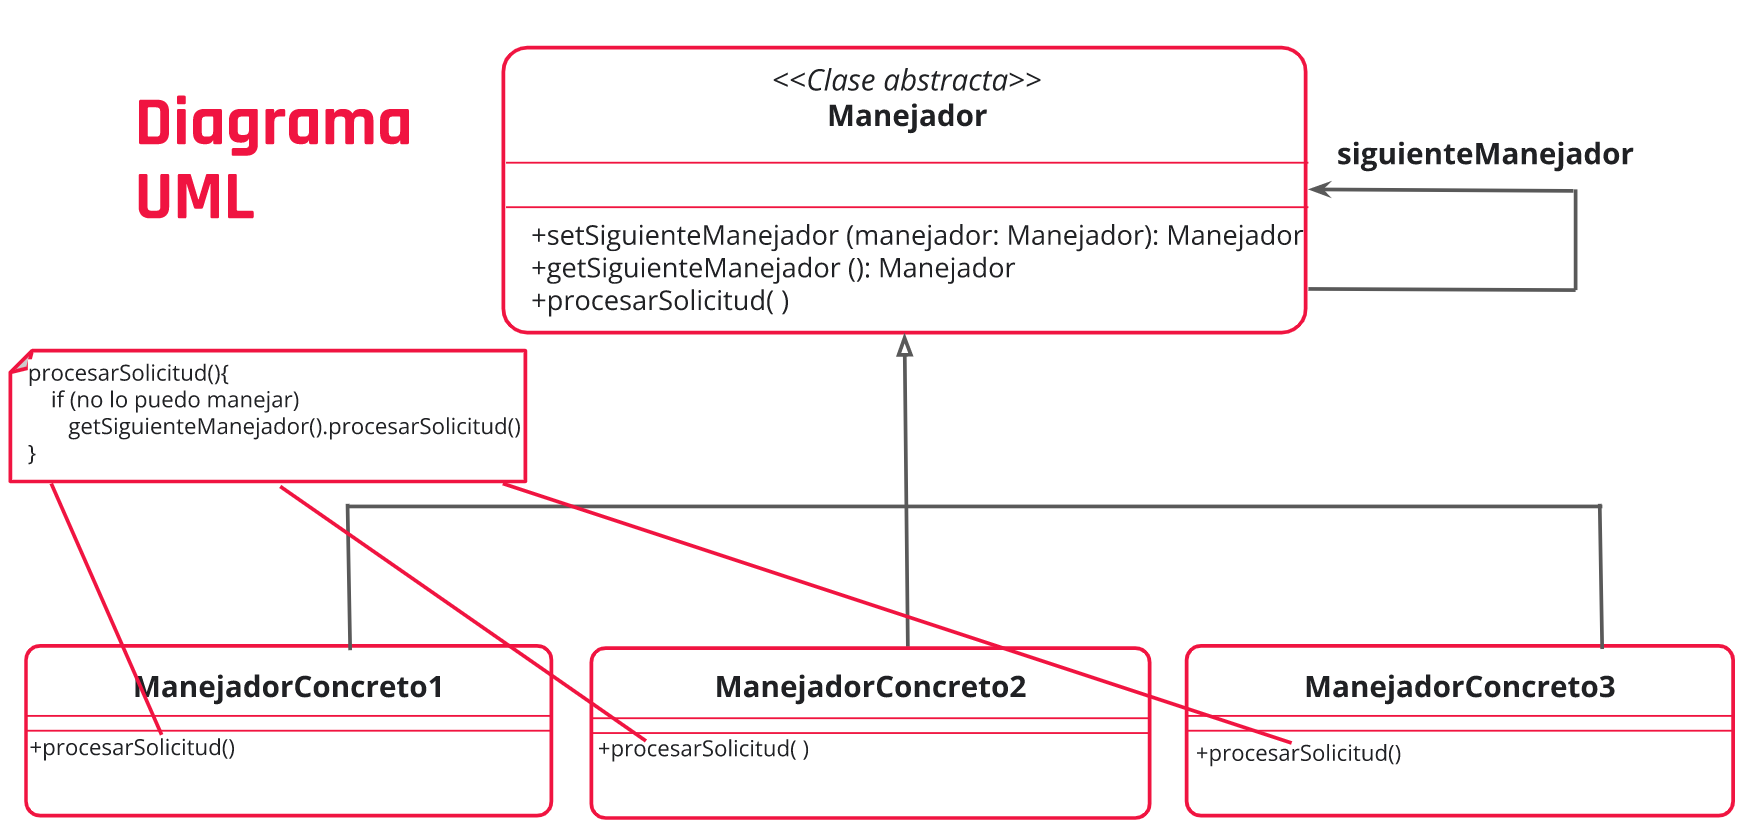 Diagrama
UML
<<Clase abstracta>>
Manejador
siguienteManejador
+setSiguienteManejador (manejador: Manejador): Manejador
+getSiguienteManejador (): Manejador
+procesarSolicitud( )
procesarSolicitud(){
if (no lo puedo manejar)
getSiguienteManejador().procesarSolicitud()
}
ManejadorConcreto1
+procesarSolicitud()
ManejadorConcreto2
+procesarSolicitud( )
ManejadorConcreto3
+procesarSolicitud()